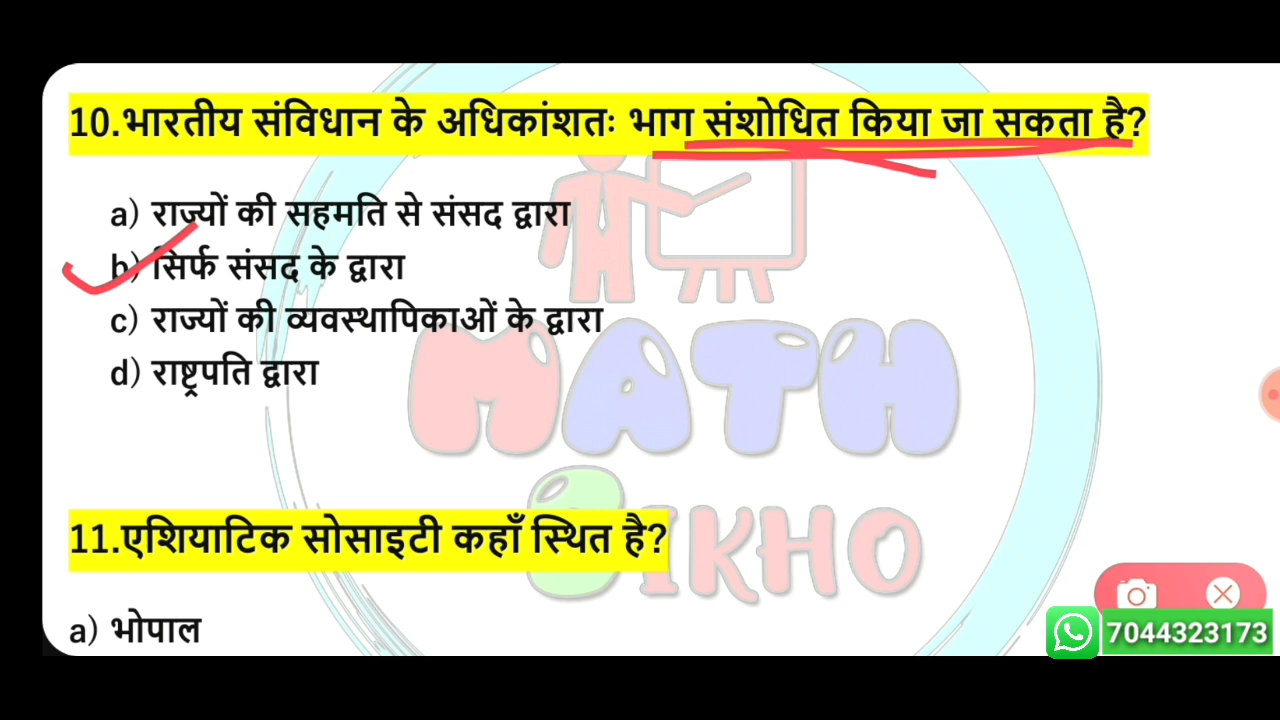 10.भारतीय संविधान के अधिकांशतः भाग संशोधित किया जा सकता है?
a) राज्यों की सहमति से संसद द्वारा
b) सिर्फ संसद के द्वारा
c) राज्यों की व्यवस्थापिकाओं के द्वारा
d) राष्ट्रपति द्वारा
MATH
SIKHO
11.एशियाटिक सोसाइटी कहाँ स्थित है?
a) भोपाल
7044323173